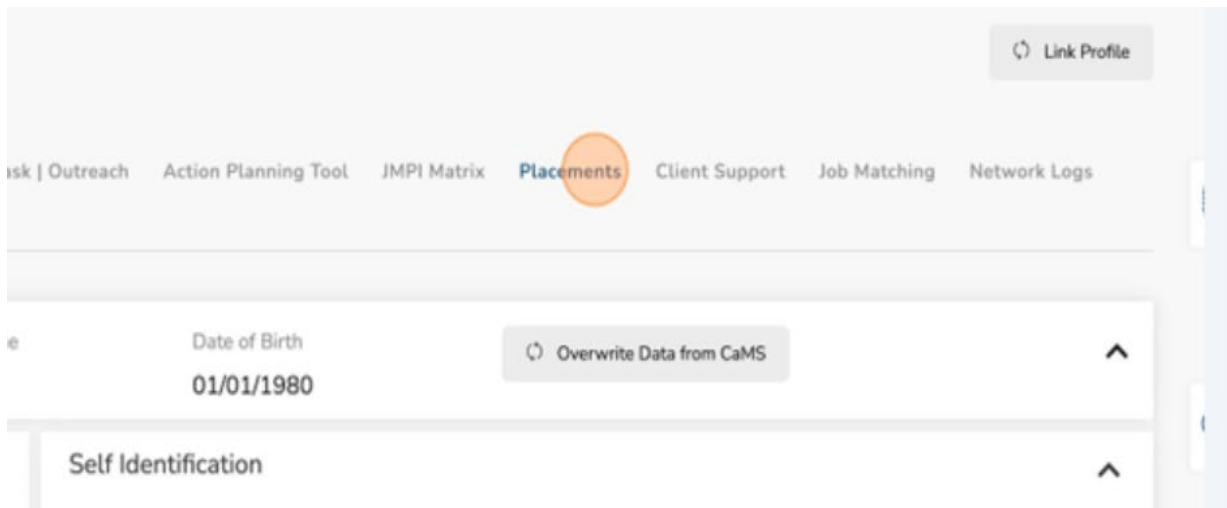 Link Profile
ask | Outreach Action Planning Tool JMPI Matrix Placements Client Support Job Matching Network Logs
Date of Birth
Overwrite Data from CaMS
01/01/1980
Self Identification